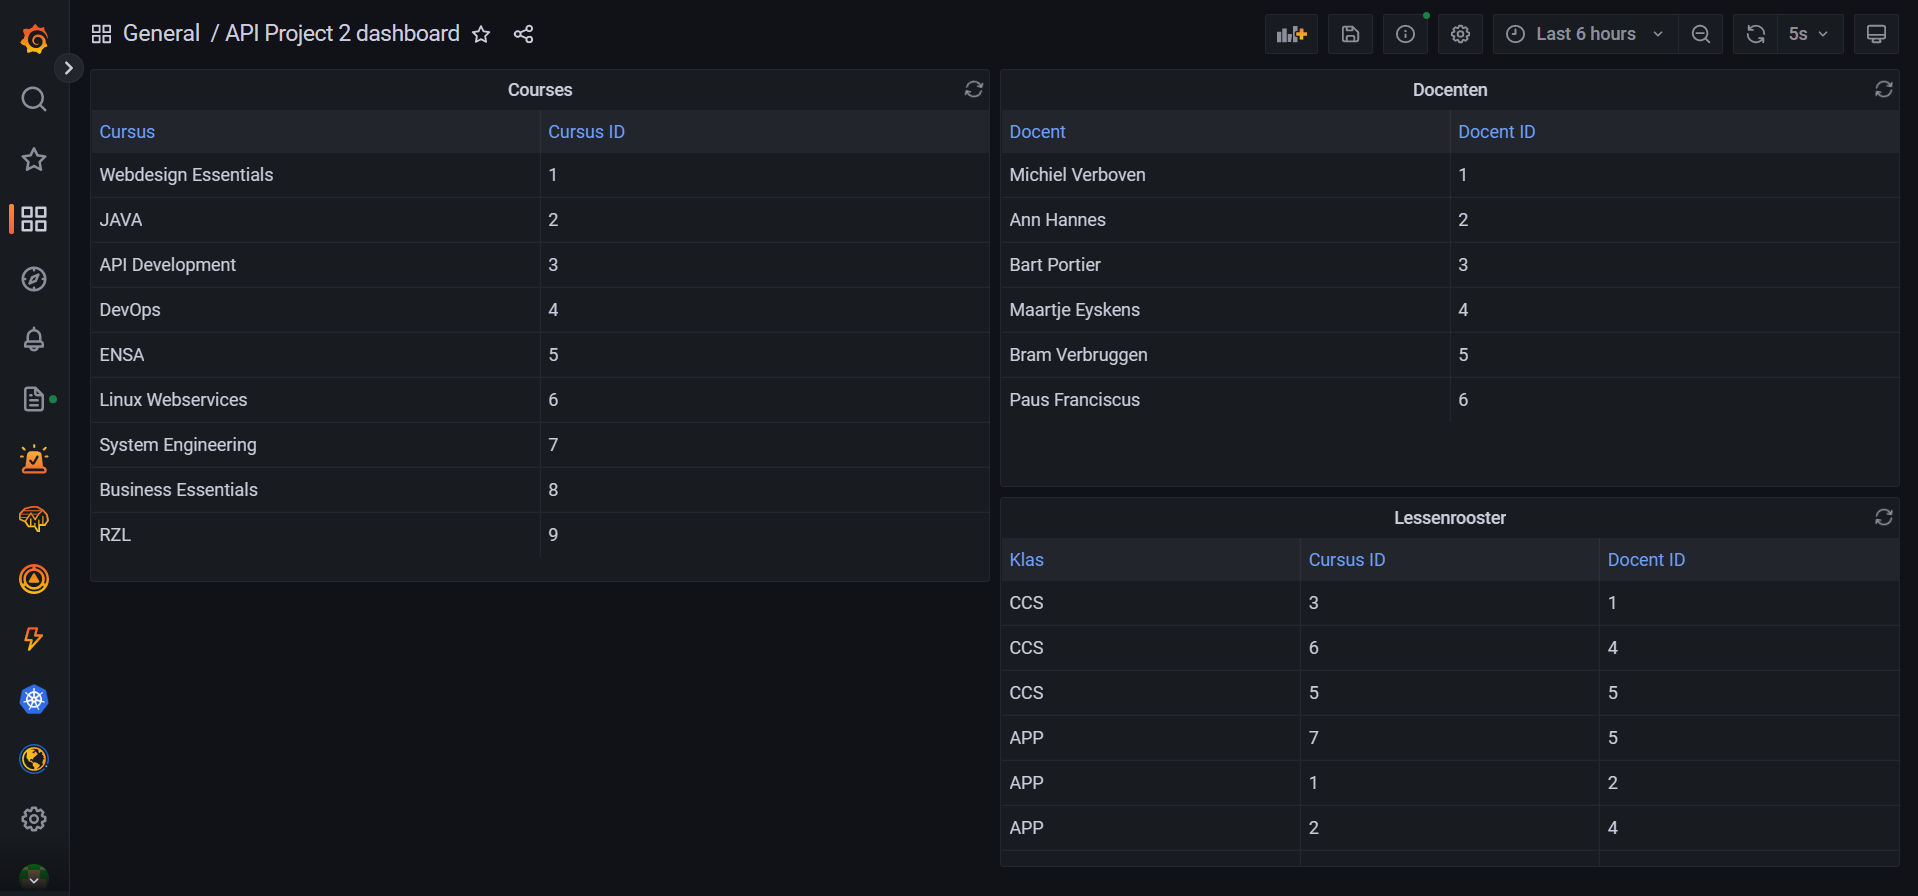 General / API Project 2 dashboard
Last 6 hours
5s
Courses
Cursus Cursus ID
Webdesign Essentials 1
JAVA 2
API Development 3
DevOps 4
ENSA 5
Linux Webservices 6
System Engineering 7
Business Essentials 8
RZL 9
Docenten
Docent Docent ID
Michiel Verboven 1
Ann Hannes 2
Bart Portier 3
Maartje Eyskens 4
Bram Verbruggen 5
Paus Franciscus 6
Lessenrooster
Klas Cursus ID Docent ID
CCS 3 1
CCS 6 4
CCS 5 5
APP 7 5
APP 1 2
APP 2 4